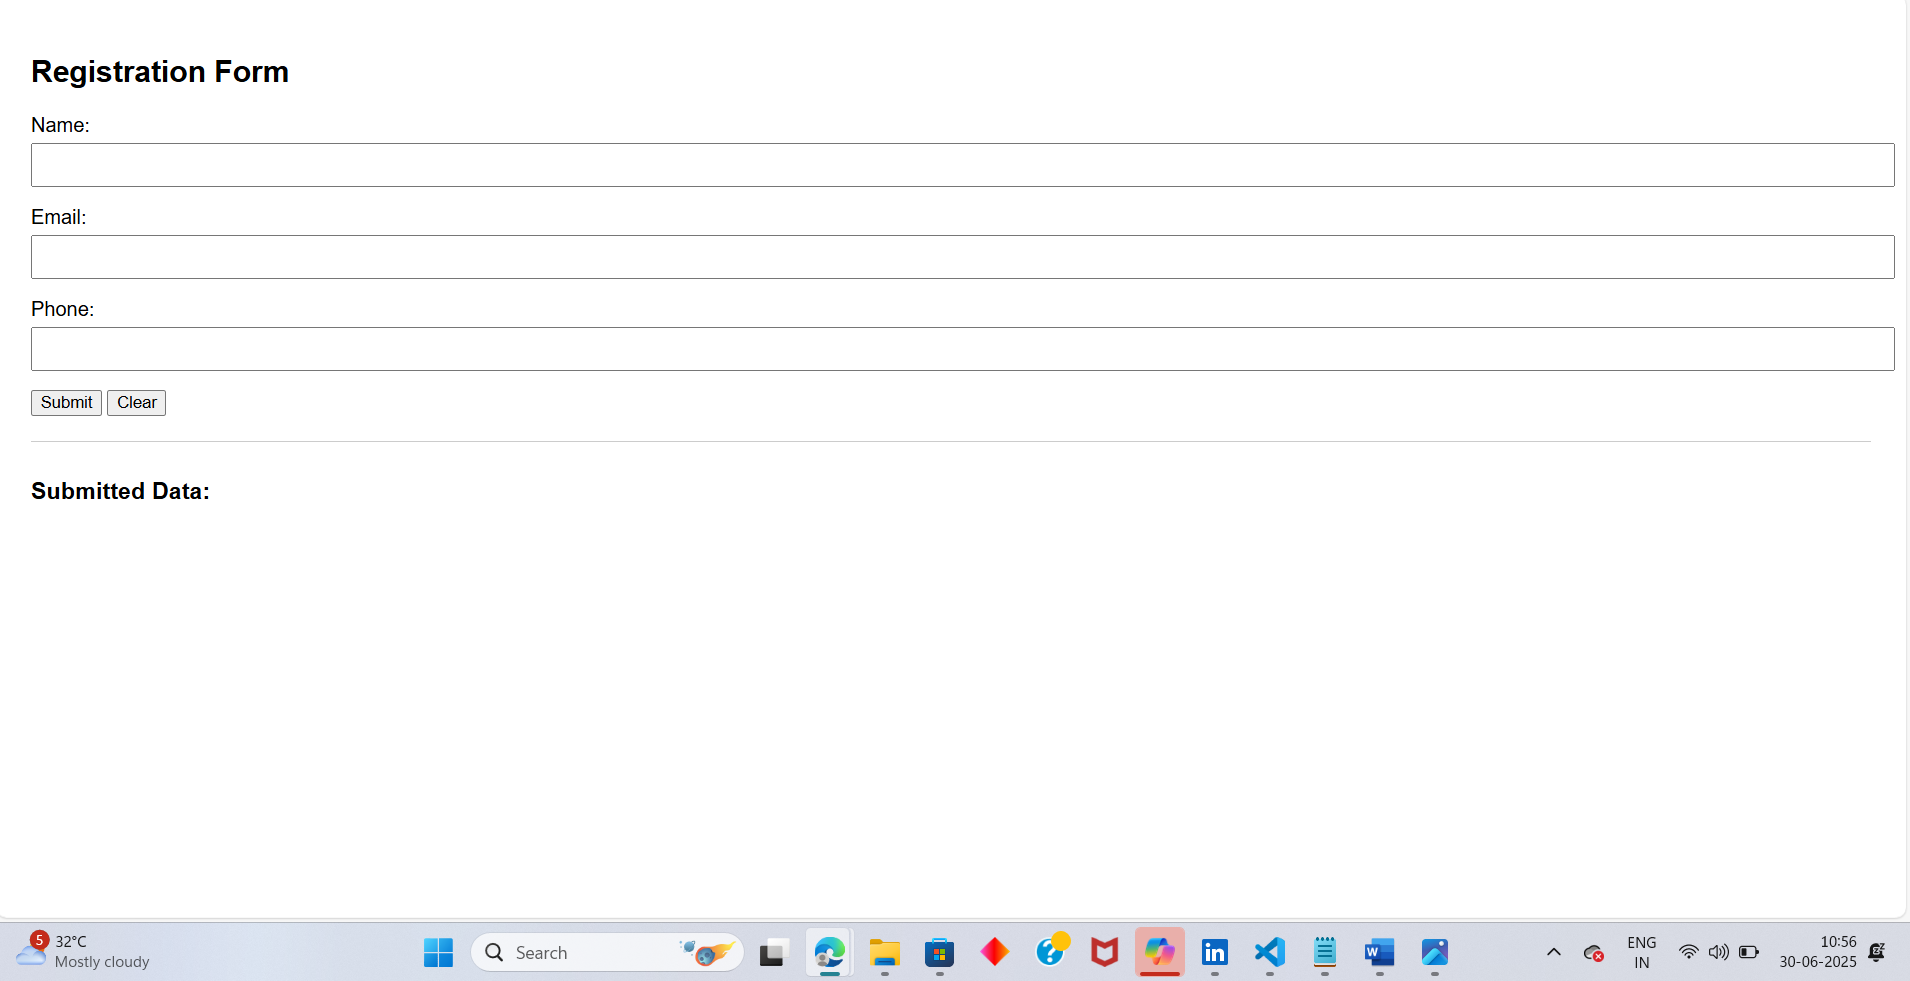 Registration Form
Name:
Email:
Phone:
Submit Clear
Submitted Data:
5 32°C
Mostly cloudy
Search
ENG
IN
10:56
30-06-2025